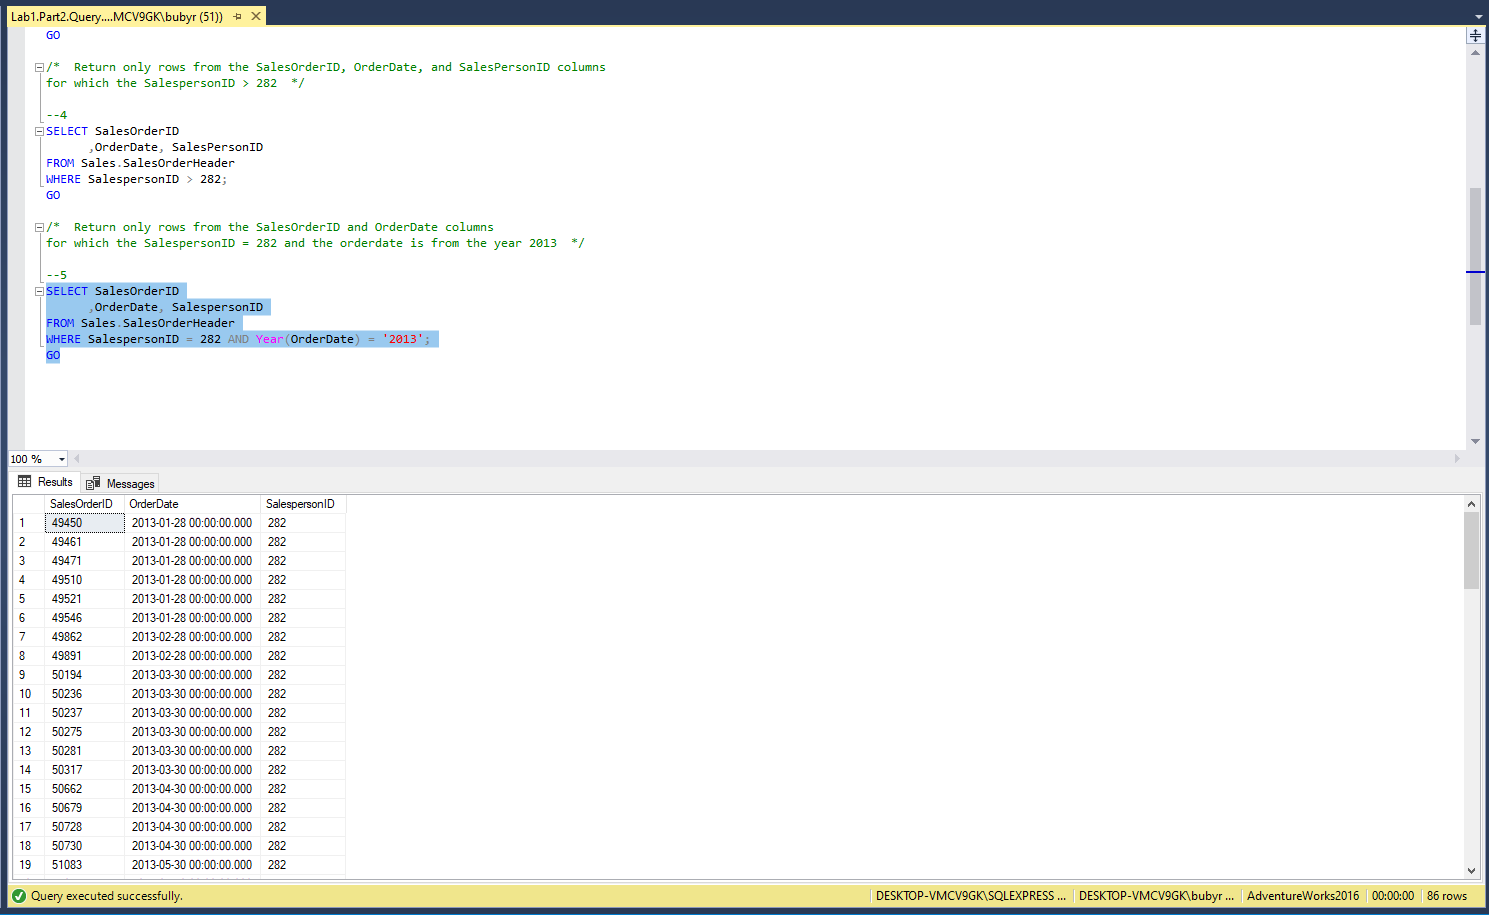 Lab1.Part2.Query....MCV9GK\bubyr (51))
GO
/*  Return only rows from the SalesOrderID, OrderDate, and SalesPersonID columns
for which the SalespersonID > 282  */
--4
SELECT SalesOrderID
,OrderDate, SalesPersonID
FROM Sales.SalesOrderHeader
WHERE SalespersonID > 282;
GO
/*  Return only rows from the SalesOrderID and OrderDate columns
for which the SalespersonID = 282 and the orderdate is from the year 2013  */
--5
SELECT SalesOrderID
,OrderDate, SalespersonID
FROM Sales.SalesOrderHeader
WHERE SalespersonID = 282 AND Year(OrderDate) = '2013';
GO
100 %
Results Messages
SalesOrderID OrderDate SalespersonID
1 49450 2013-01-28 00:00:00.000 282
2 49461 2013-01-28 00:00:00.000 282
3 49471 2013-01-28 00:00:00.000 282
4 49510 2013-01-28 00:00:00.000 282
5 49521 2013-01-28 00:00:00.000 282
6 49546 2013-01-28 00:00:00.000 282
7 49862 2013-02-28 00:00:00.000 282
8 49891 2013-02-28 00:00:00.000 282
9 50194 2013-03-30 00:00:00.000 282
10 50236 2013-03-30 00:00:00.000 282
11 50237 2013-03-30 00:00:00.000 282
12 50275 2013-03-30 00:00:00.000 282
13 50281 2013-03-30 00:00:00.000 282
14 50317 2013-03-30 00:00:00.000 282
15 50662 2013-04-30 00:00:00.000 282
16 50679 2013-04-30 00:00:00.000 282
17 50728 2013-04-30 00:00:00.000 282
18 50730 2013-04-30 00:00:00.000 282
19 51083 2013-05-30 00:00:00.000 282
Query executed successfully. DESKTOP-VMCV9GK\SQLEXPRESS ... DESKTOP-VMCV9GK\bubyr ... AdventureWorks2016 00:00:00 86 rows